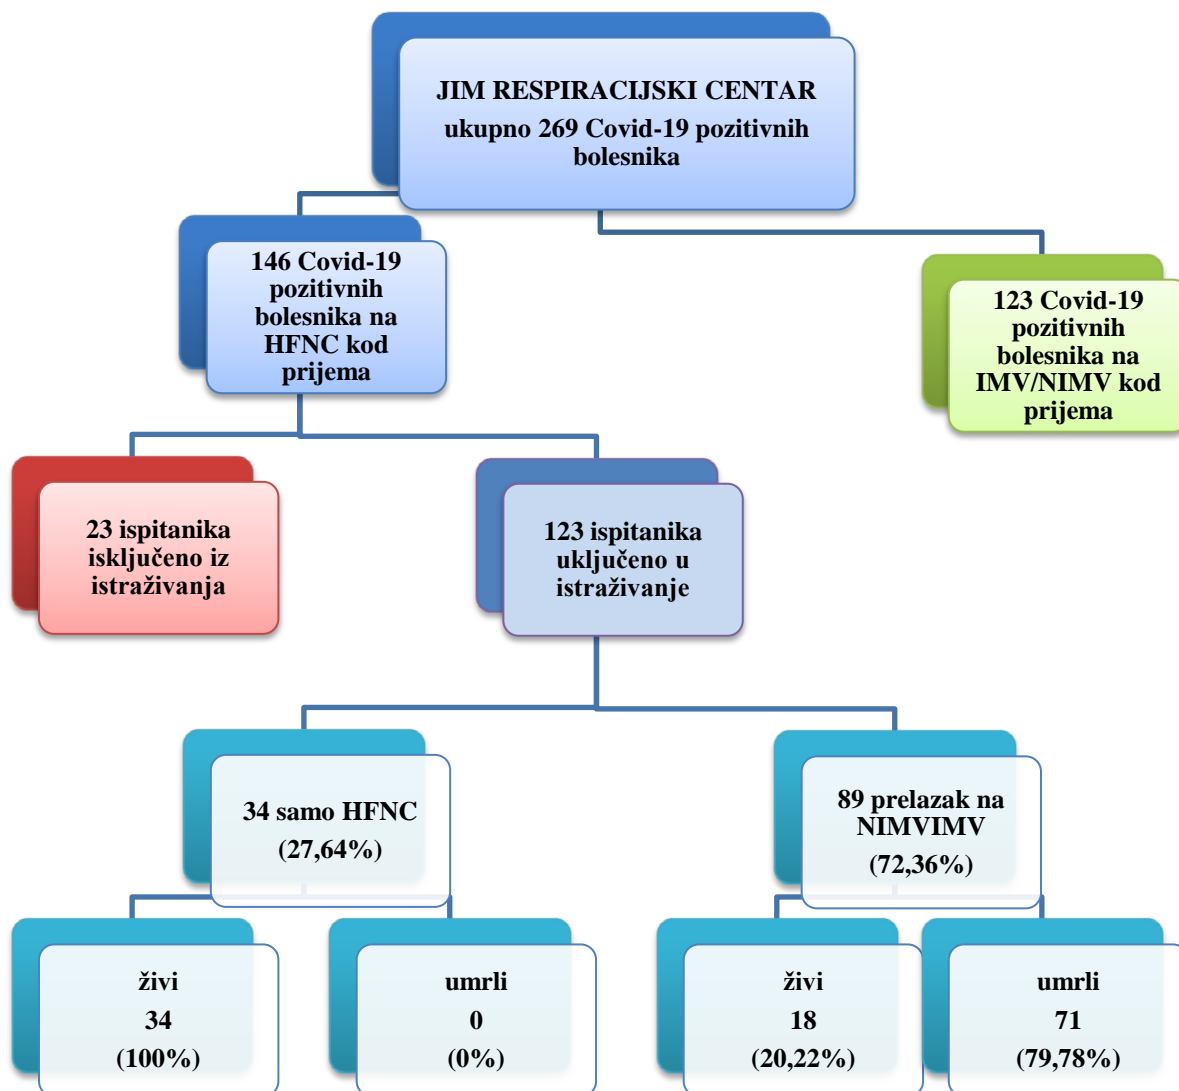 JIM RESPIRACIJSKI CENTAR
ukupno 269 Covid-19 pozitivnih
bolesnika
146 Covid-19
pozitivnih
bolesnika na
HFNC kod
prijema
123 Covid-19
pozitivnih
bolesnika na
IMV/NIMV kod
prijema
23 ispitanika
isključeno iz
istraživanja
123 ispitanika
uključeno u
istraživanje
34 samo HFNC
(27,64%)
89 prelazak na
NIMVIMV
(72,36%)
živi
34
(100%)
umrli
0
(0%)
živi
18
(20,22%)
umrli
71
(79,78%)